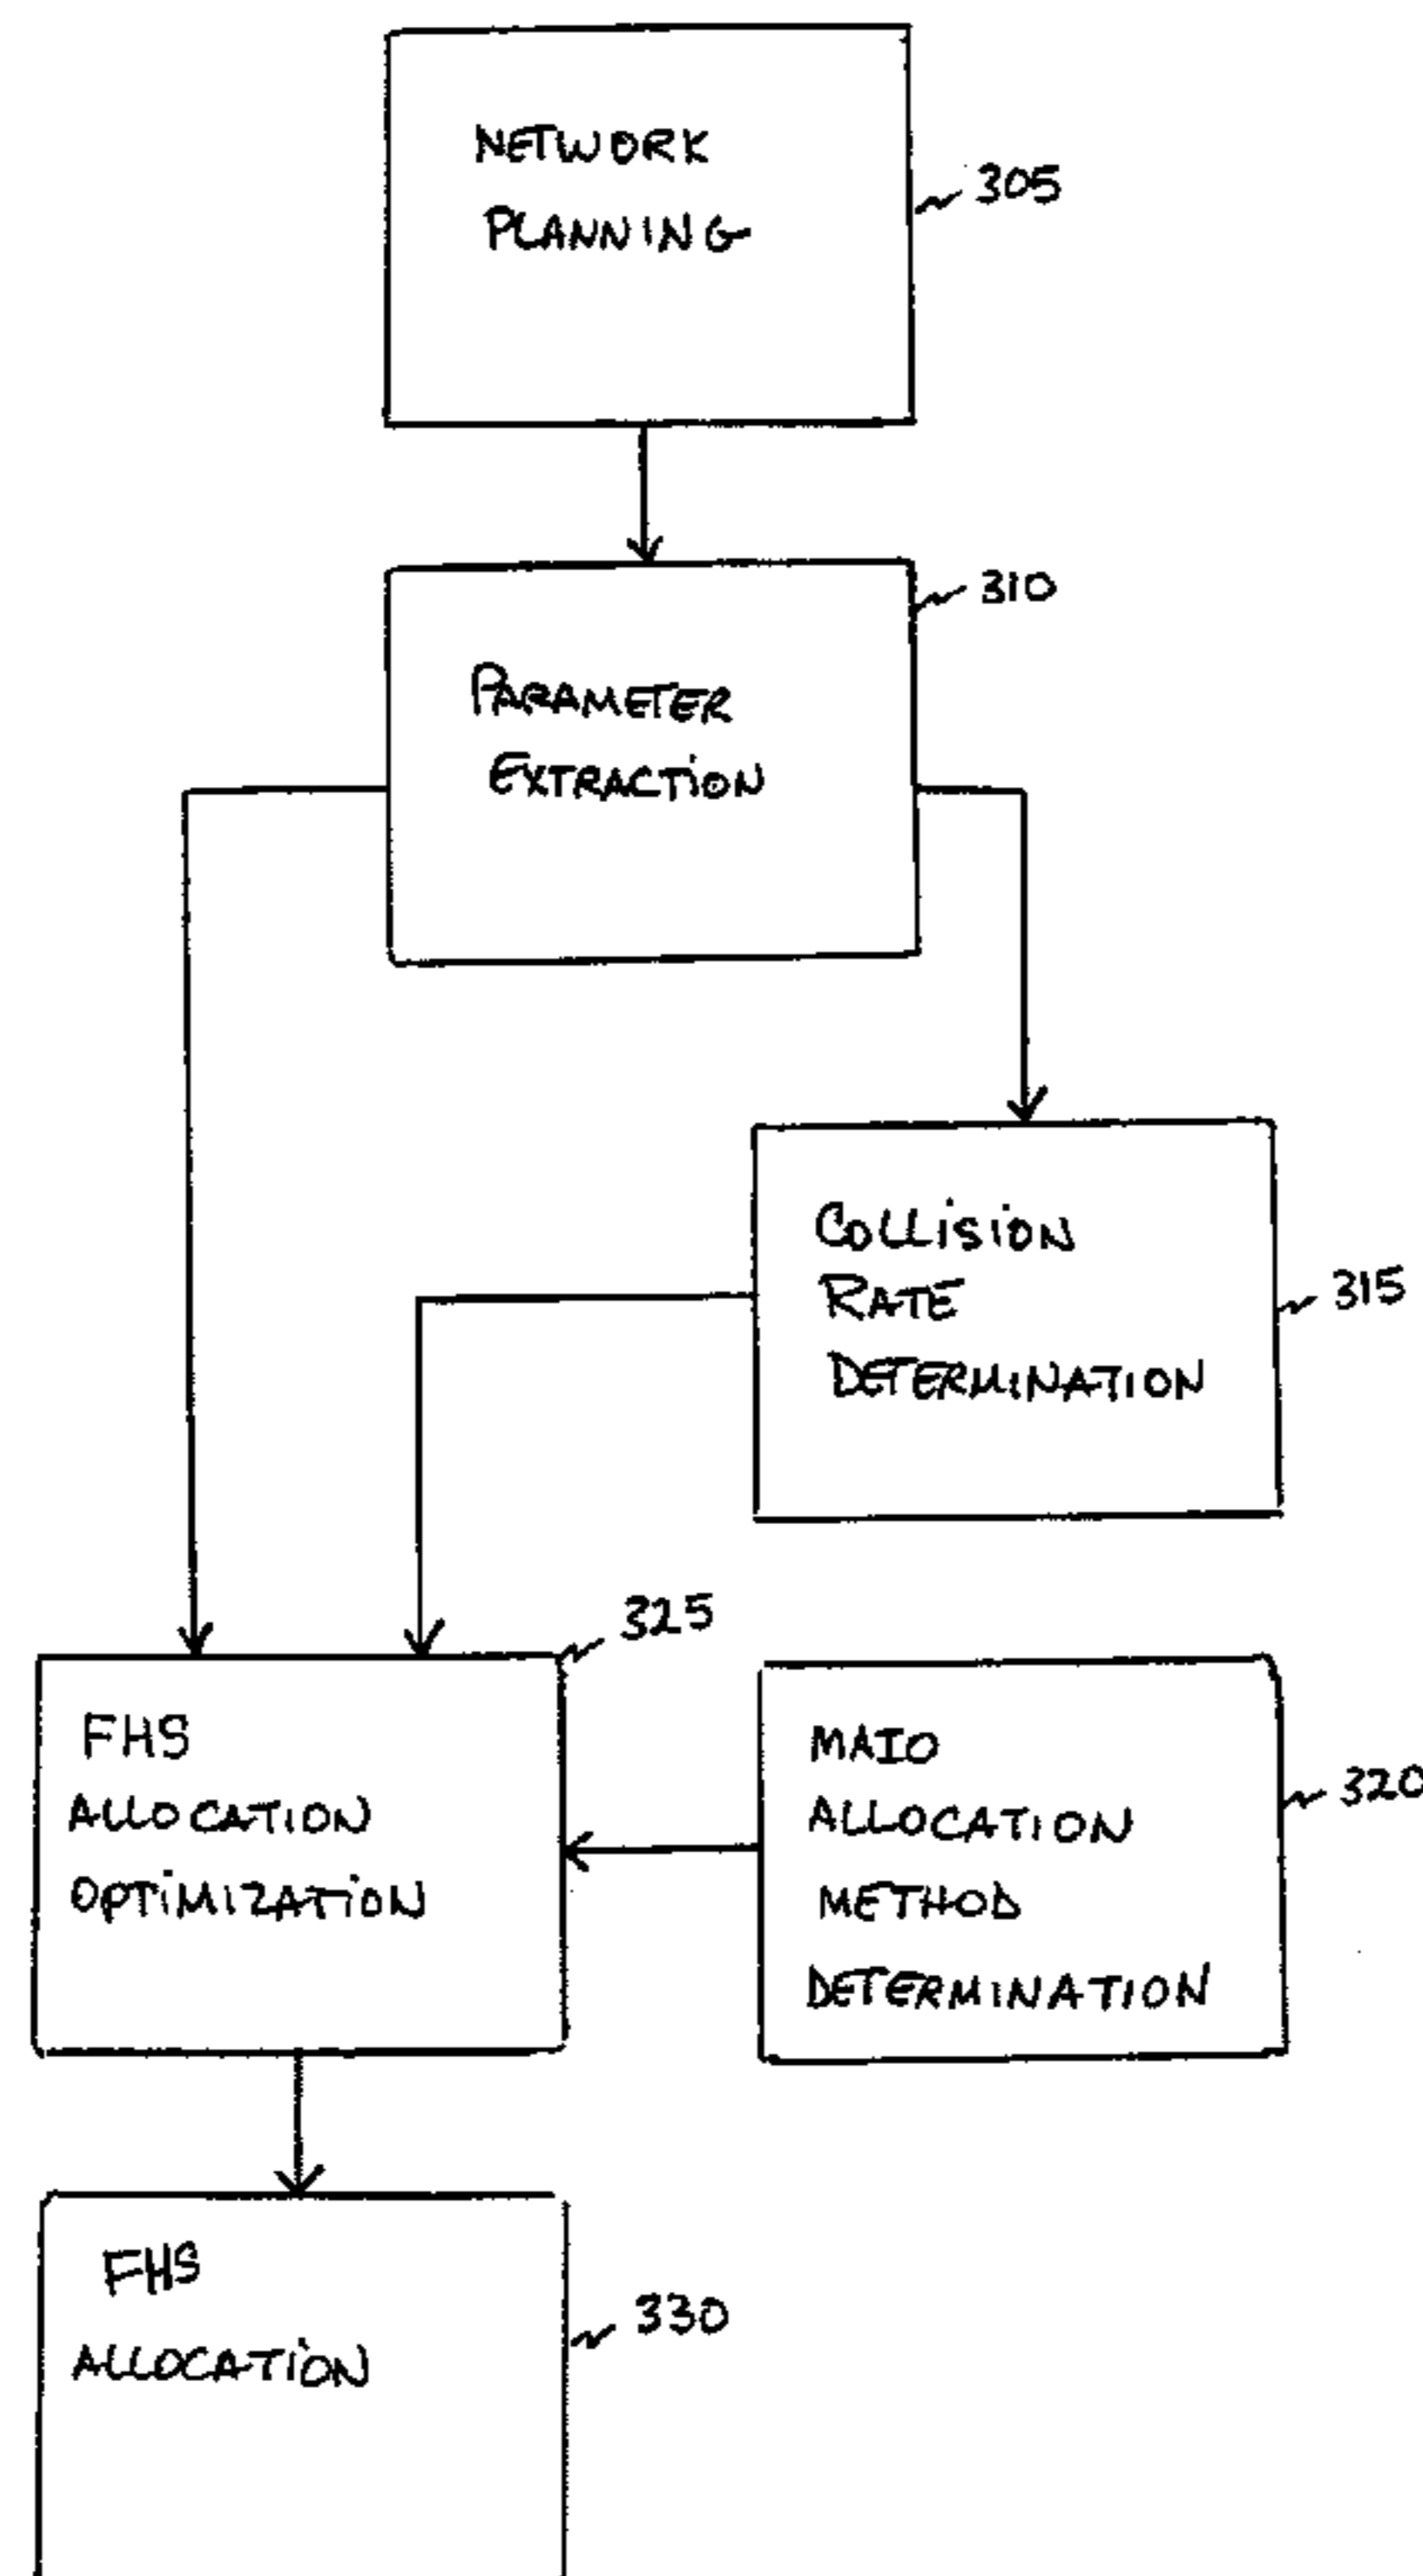 NETWORK
PLANNING
305
310
PARAMETER
EXTRACTION
COLLISION
RATE
DETERMINATION
315
325
FHS
ALLOCATION
OPTIMIZATION
MAIO
ALLOCATION
METHOD
DETERMINATION
320
FHS
ALLOCATION
330